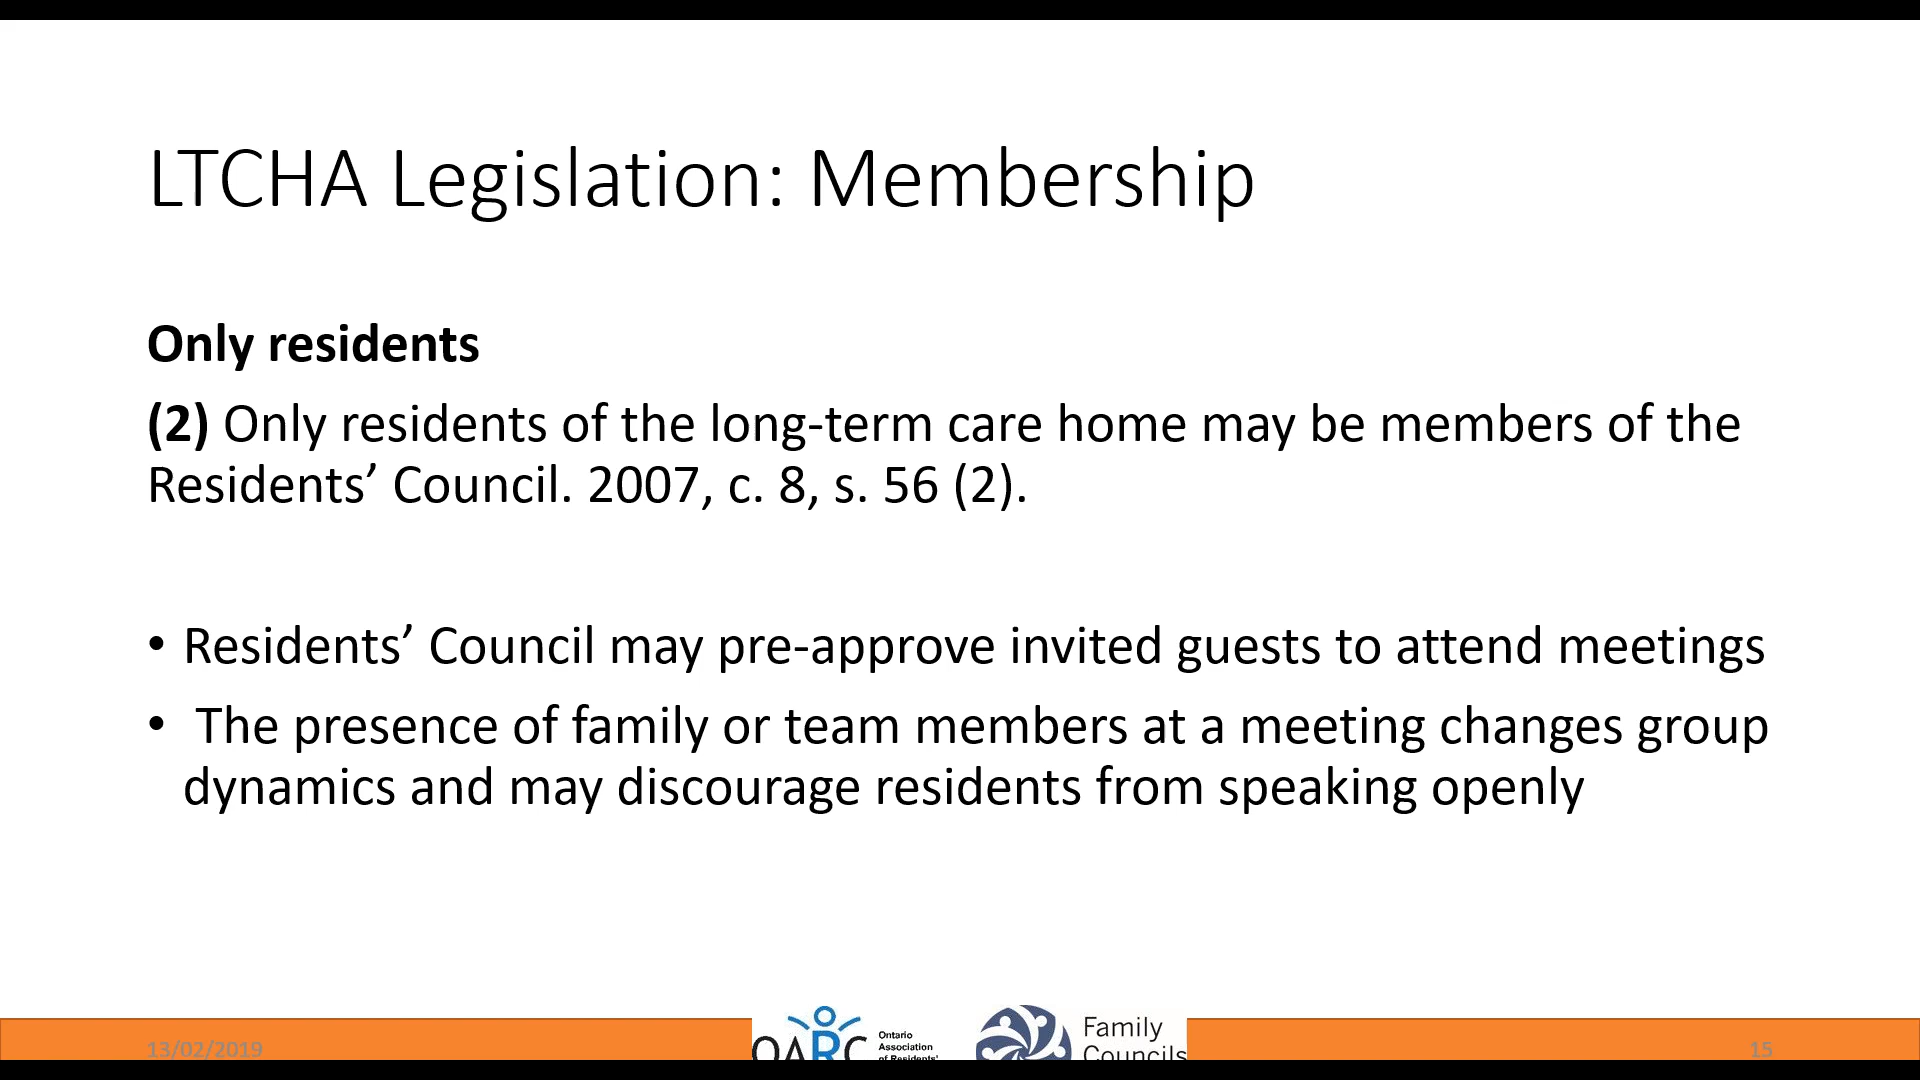 LTCHA Legislation: Membership
Only residents
(2) Only residents of the long-term care home may be members of the
Residents’ Council. 2007, c. 8, s. 56 (2).
• Residents’ Council may pre-approve invited guests to attend meetings
• The presence of family or team members at a meeting changes group
dynamics and may discourage residents from speaking openly
13/02/2019
OARC
Ontario
Association
of Residents'
Family
Councils
15